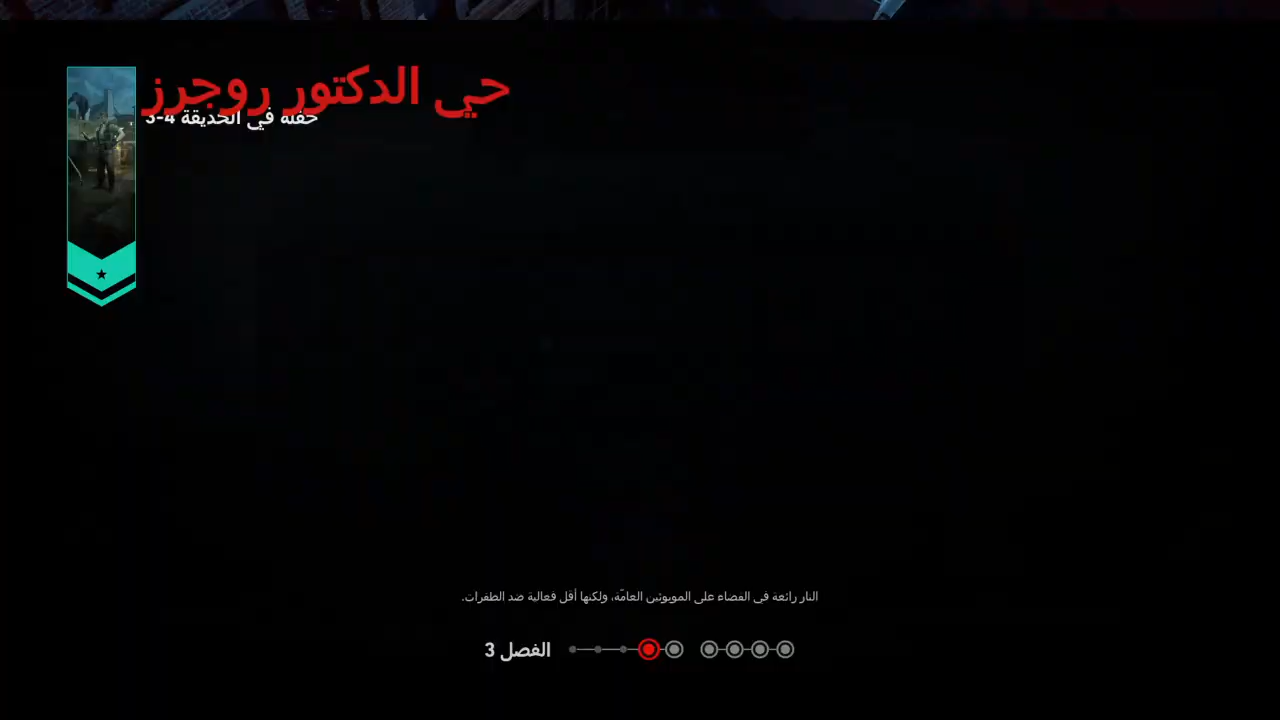 حي الدكتور روجرز
حفلة في الحديقة 4-3
النار رائعة في القضاء على الموبوئين العامّة، ولكنها أقل فعالية ضد الطفرات.
الفصل 3